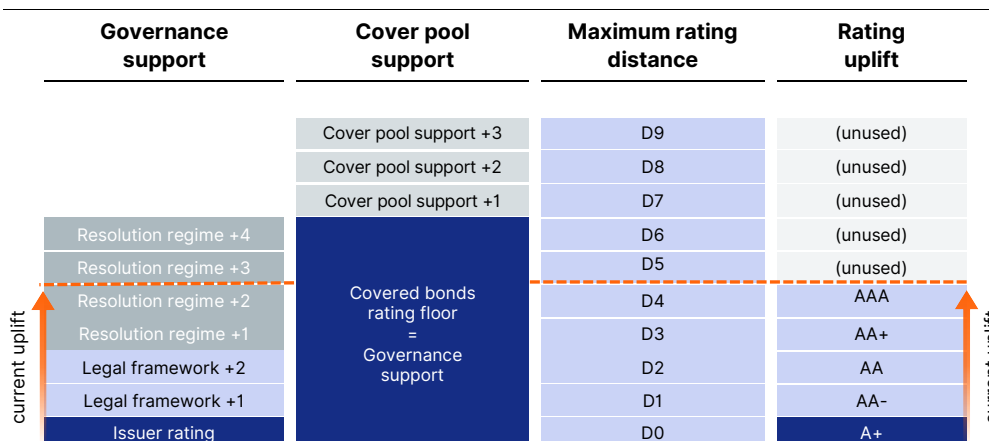 Governance
support
Cover pool
support
Maximum rating
distance
Rating
uplift
Cover pool support +3
D9
(unused)
Cover pool support +2
D8
(unused)
Cover pool support +1
D7
(unused)
Resolution regime +4
D6
(unused)
Resolution regime +3
D5
(unused)
Resolution regime +2
D4
AAA
Resolution regime +1
D3
AA+
Legal framework +2
D2
AA
Legal framework +1
D1
AA-
Issuer rating
D0
A+
Covered bonds
rating floor
=
Governance
support
current uplift
current uplift